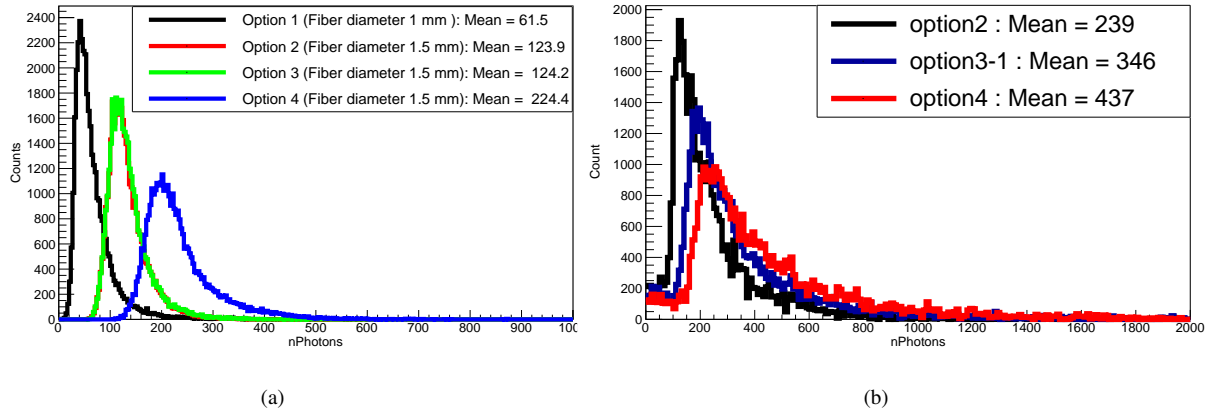 Option 1 (Fiber diameter 1 mm ): Mean = 61.5
Option 2 (Fiber diameter 1.5 mm): Mean = 123.9
Option 3 (Fiber diameter 1.5 mm): Mean = 124.2
Option 4 (Fiber diameter 1.5 mm): Mean = 224.4
Counts
2400
2200
2000
1800
1600
1400
1200
1000
800
600
400
200
0
0 100 200 300 400 500 600 700 800 900 100
nPhotons
(a)
option2 : Mean = 239
option3-1 : Mean = 346
option4 : Mean = 437
Count
2000
1800
1600
1400
1200
1000
800
600
400
200
0
0 200 400 600 800 1000 1200 1400 1600 1800 2000
nPhotons
(b)